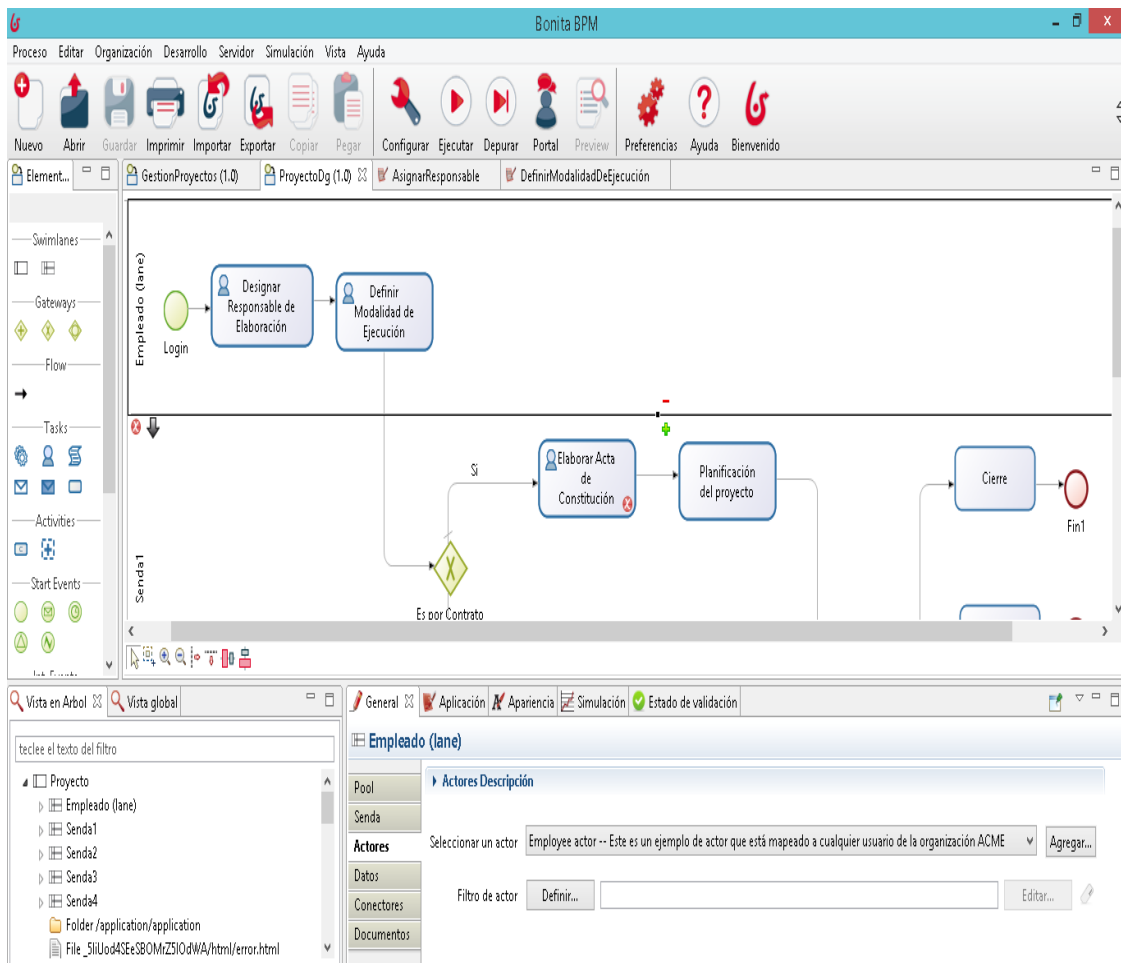 Bonita BPM
Proceso Editar Organización Desarrollo Servidor Simulación Vista Ayuda
Nuevo Abrir Guardar Imprimir Importar Exportar Copiar Pegar Configurar Ejecutar Depurar Portal Preview Preferencias Ayuda Bienvenido
Element... GestionProyectos (1.0) ProyectoDg (1.0) AsignarResponsable DefinirModalidadDeEjecución
Swimlanes
Gateways
Flow
Tasks
Activities
Start Events
Empleado (lane)
Login
Designar
Responsable de
Elaboración
Definir
Modalidad de
Ejecución
Senda1
Si
Es por Contrato
Elaborar Acta
de
Constitución
Planificación
del proyecto
Cierre
Fin1
Vista en Arbol Vista global
teclee el texto del filtro
Proyecto
Empleado (lane)
Senda1
Senda2
Senda3
Senda4
Folder /application/application
File _5IiUod4SEeSBOMrZ5IOdWA/html/error.html
General Aplicación Apariencia Simulación Estado de validación
Empleado (lane)
Pool
Senda
Actores
Datos
Conectores
Documentos
Actores Descripción
Seleccionar un actor Employee actor -- Este es un ejemplo de actor que está mapeado a cualquier usuario de la organización ACME Agregar...
Filtro de actor Definir... Editar...